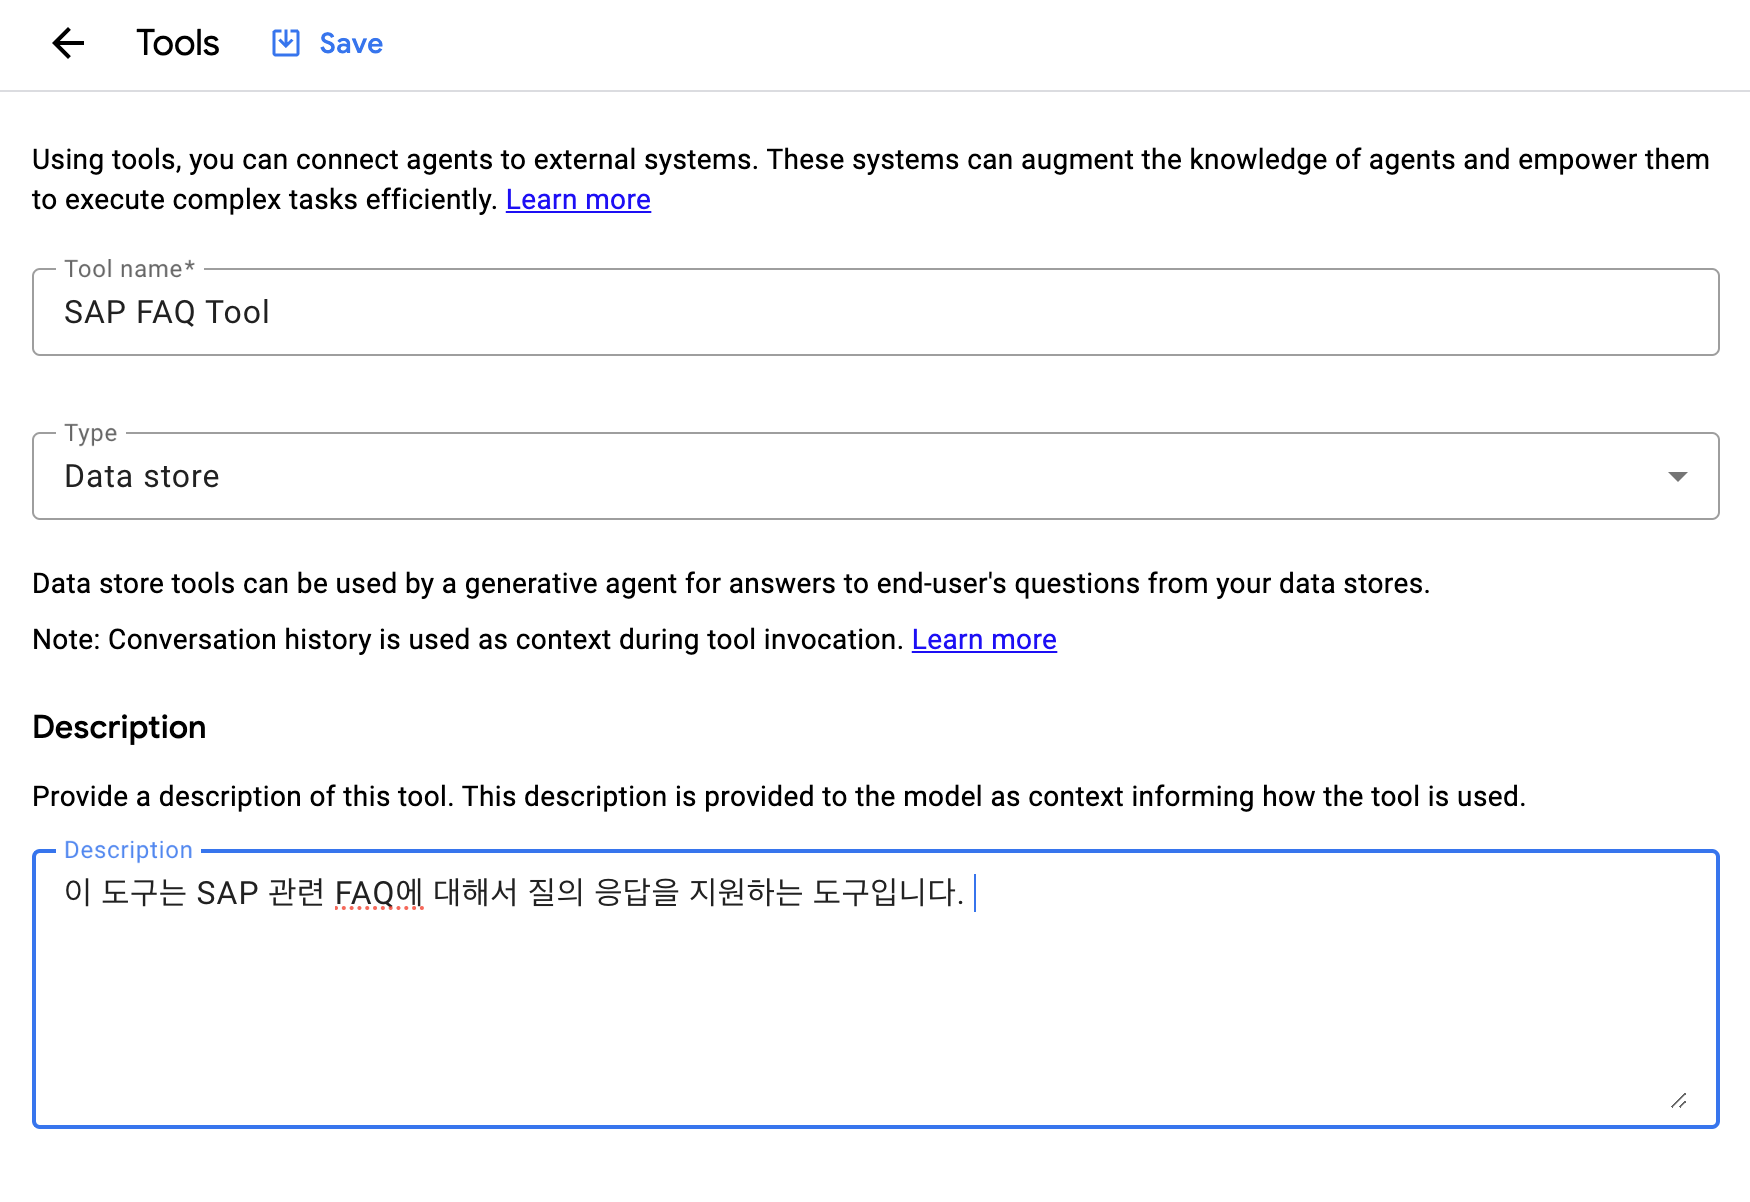 Tools Save
Using tools, you can connect agents to external systems. These systems can augment the knowledge of agents and empower them
to execute complex tasks efficiently. Learn more
Tool name*
SAP FAQ Tool
Type
Data store
Data store tools can be used by a generative agent for answers to end-user's questions from your data stores.
Note: Conversation history is used as context during tool invocation. Learn more
Description
Provide a description of this tool. This description is provided to the model as context informing how the tool is used.
Description
이 도구는 SAP 관련 FAQ에 대해서 질의 응답을 지원하는 도구입니다.